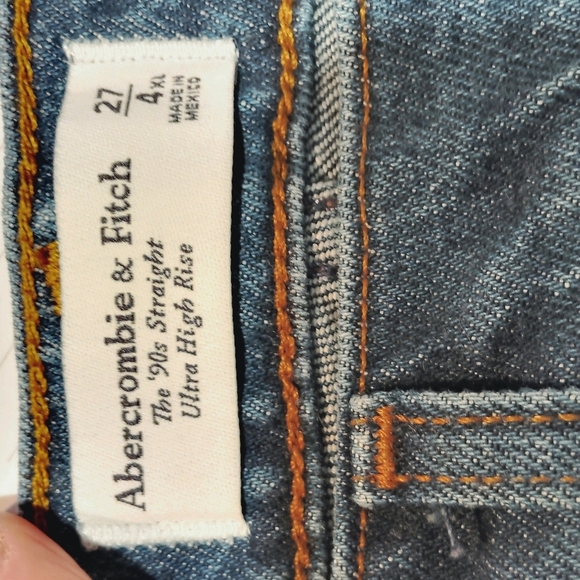 Abercrombie & Fitch
The '90s Straight
Ultra High Rise
27
4XL
MADE IN
MEXICO